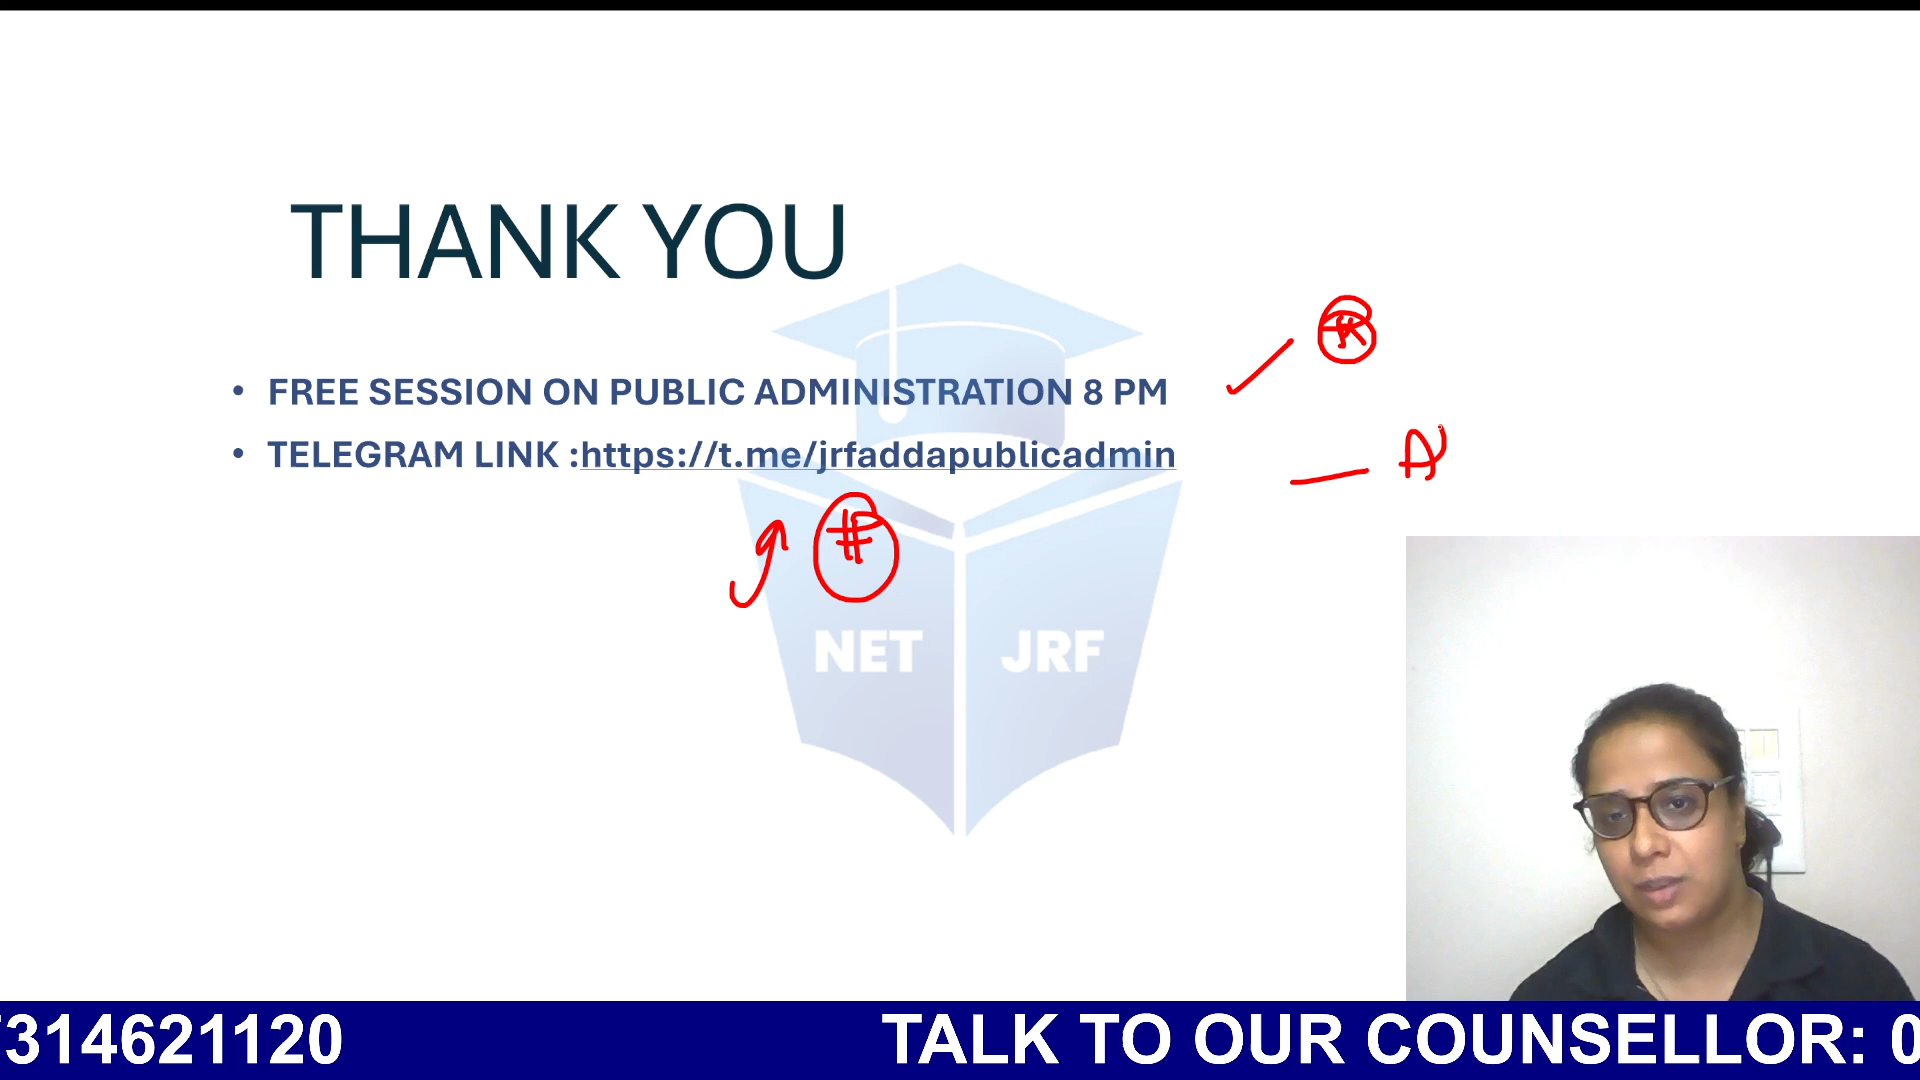 THANK YOU
• FREE SESSION ON PUBLIC ADMINISTRATION 8 PM
• TELEGRAM LINK :https://t.me/jrfaddapublicadmin
NET JRF
314621120 TALK TO OUR COUNSELLOR: 0